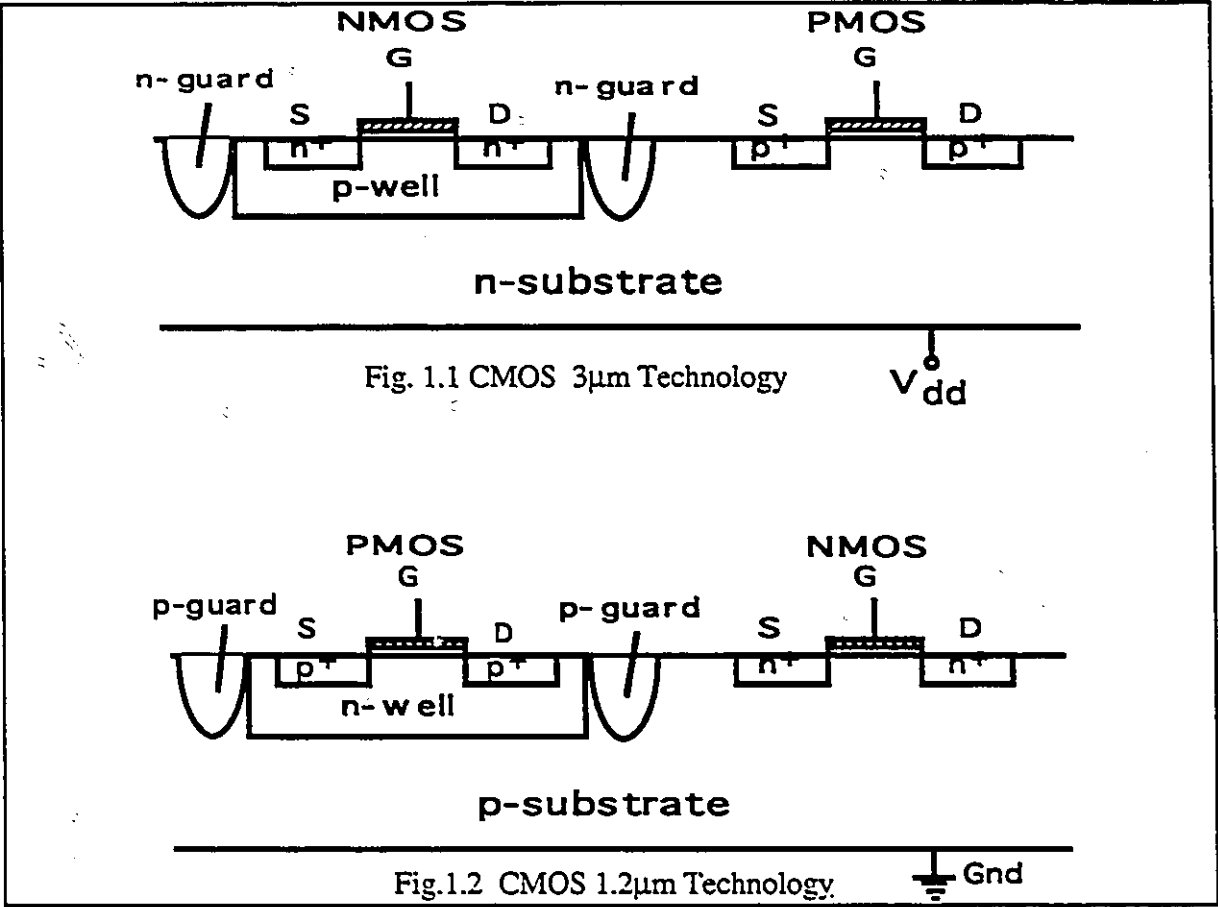 NMOS PMOS
G G
n-guard n-guard
S D S D
n+ n+ p+ p+
p-well
n-substrate
Fig. 1.1 CMOS 3µm Technology
Vdd
PMOS NMOS
G G
p-guard p-guard
S D S D
p+ p+ n+ n+
n-well
p-substrate
Gnd
Fig.1.2 CMOS 1.2µm Technology.